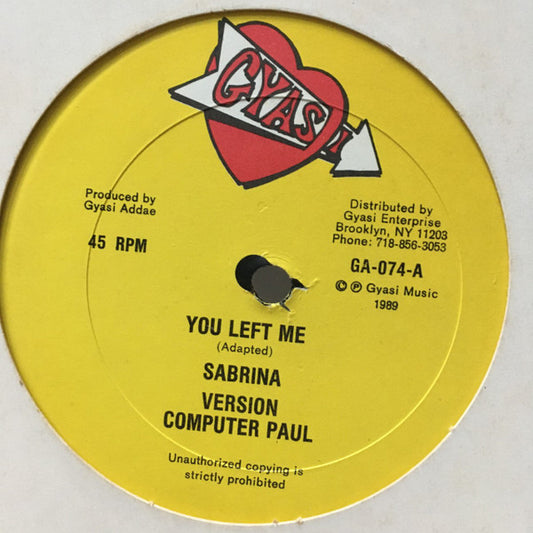 GYASI
Produced by
Gyasi Addae
45 RPM
Distributed by
Gyasi Enterprise
Brooklyn, NY 11203
Phone: 718-856-3053
GA-074-A
© ℗ Gyasi Music
1989
YOU LEFT ME
(Adapted)
SABRINA
VERSION
COMPUTER PAUL
Unauthorized copying is
strictly prohibited